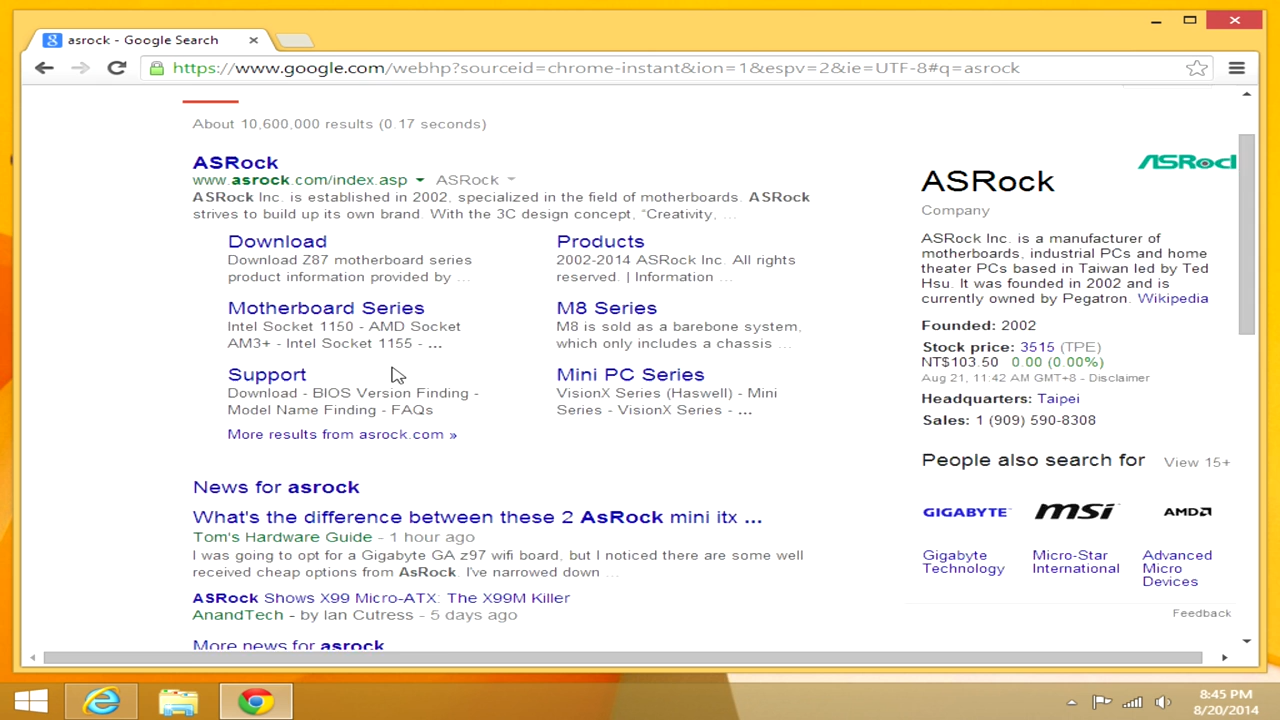 asrock - Google Search
https://www.google.com/webhp?sourceid=chrome-instant&ion=1&espv=2&ie=UTF-8#q=asrock
About 10,600,000 results (0.17 seconds)
ASRock
www.asrock.com/index.asp ASRock
ASRock Inc. is established in 2002, specialized in the field of motherboards. ASRock
strives to build up its own brand. With the 3C design concept, “Creativity, ...
Download
Download Z87 motherboard series
product information provided by ...
Products
2002-2014 ASRock Inc. All rights
reserved. | Information ...
Motherboard Series
Intel Socket 1150 - AMD Socket
AM3+ - Intel Socket 1155 - ...
M8 Series
M8 is sold as a barebone system,
which only includes a chassis ...
Support
Download - BIOS Version Finding -
Model Name Finding - FAQs
Mini PC Series
VisionX Series (Haswell) - Mini
Series - VisionX Series - ...
More results from asrock.com »
News for asrock
What's the difference between these 2 AsRock mini itx ...
Tom's Hardware Guide - 1 hour ago
I was going to opt for a Gigabyte GA z97 wifi board, but I noticed there are some well
received cheap options from AsRock. I've narrowed down ...
ASRock Shows X99 Micro-ATX: The X99M Killer
AnandTech - by Ian Cutress - 5 days ago
More news for asrock
ASRock
ASRock
Company
ASRock Inc. is a manufacturer of
motherboards, industrial PCs and home
theater PCs based in Taiwan led by Ted
Hsu. It was founded in 2002 and is
currently owned by Pegatron. Wikipedia
Founded: 2002
Stock price: 3515 (TPE)
NT$103.50 0.00 (0.00%)
Aug 21, 11:42 AM GMT+8 - Disclaimer
Headquarters: Taipei
Sales: 1 (909) 590-8308
People also search for View 15+
GIGABYTE
msi
AMD
Gigabyte
Technology
Micro-Star
International
Advanced
Micro
Devices
Feedback
8:45 PM
8/20/2014